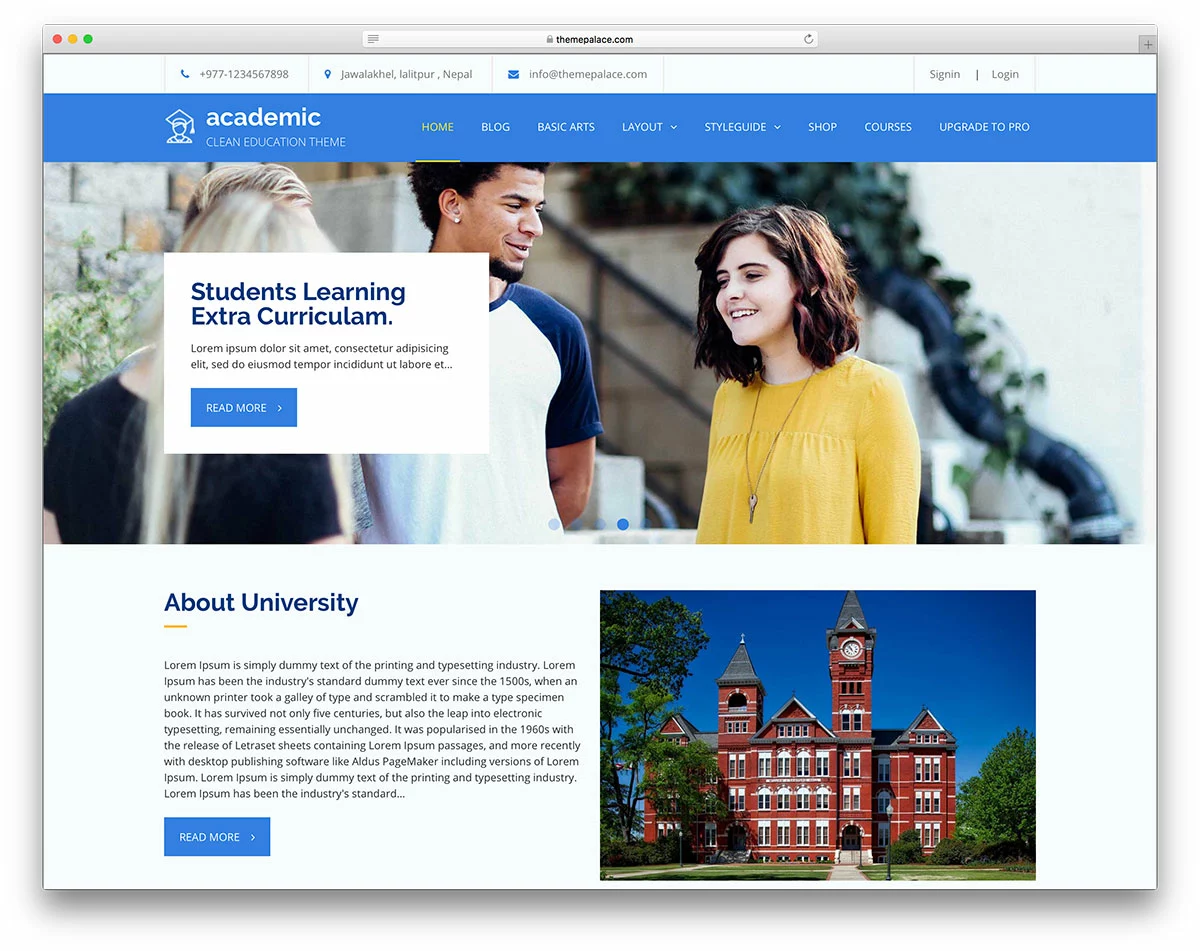 themepalace.com
+977-1234567898
Jawalakhel, lalitpur , Nepal
info@themepalace.com
Signin | Login
academic
CLEAN EDUCATION THEME
HOME
BLOG
BASIC ARTS
LAYOUT
STYLEGUIDE
SHOP
COURSES
UPGRADE TO PRO
Students Learning
Extra Curriculam.
Lorem ipsum dolor sit amet, consectetur adipisicing
elit, sed do eiusmod tempor incididunt ut labore et...
READ MORE
About University
Lorem Ipsum is simply dummy text of the printing and typesetting industry. Lorem
Ipsum has been the industry's standard dummy text ever since the 1500s, when an
unknown printer took a galley of type and scrambled it to make a type specimen
book. It has survived not only five centuries, but also the leap into electronic
typesetting, remaining essentially unchanged. It was popularised in the 1960s with
the release of Letraset sheets containing Lorem Ipsum passages, and more recently
with desktop publishing software like Aldus PageMaker including versions of Lorem
Ipsum. Lorem Ipsum is simply dummy text of the printing and typesetting industry.
Lorem Ipsum has been the industry's standard...
READ MORE